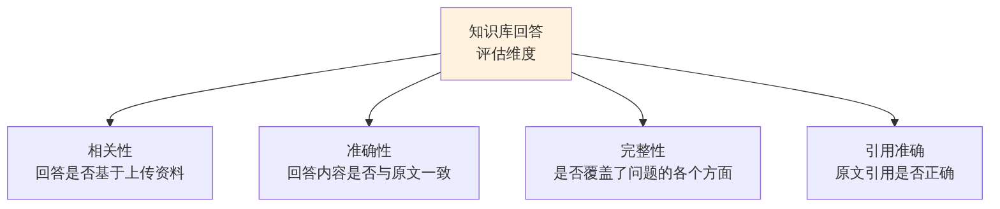 知识库回答
评估维度
相关性
回答是否基于上传资料
准确性
回答内容是否与原文一致
完整性
是否覆盖了问题的各个方面
引用准确
原文引用是否正确